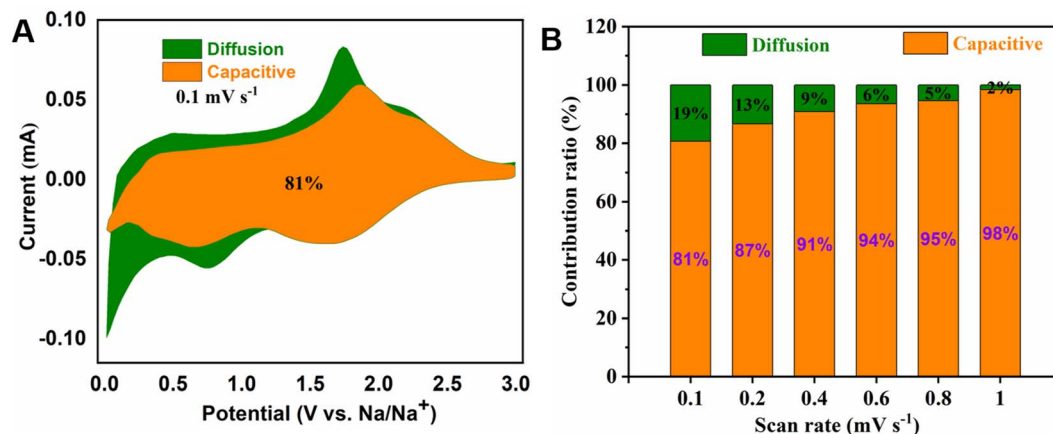 A
0.10
0.05
0.00
-0.05
-0.10
Current (mA)
Diffusion
Capacitive
0.1 mV s⁻¹
81%
0.0 0.5 1.0 1.5 2.0 2.5 3.0
Potential (V vs. Na/Na⁺)
B
120
100
80
60
40
20
0
Contribution ratio (%)
Diffusion Capacitive
19% 13% 9% 6% 5% 2%
81% 87% 91% 94% 95% 98%
0.1 0.2 0.4 0.6 0.8 1
Scan rate (mV s⁻¹)